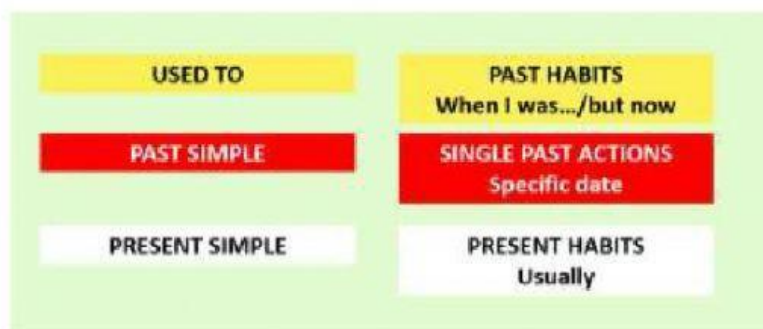 USED TO
PAST HABITS
When I was.../but now
PAST SIMPLE
SINGLE PAST ACTIONS
Specific date
PRESENT SIMPLE
PRESENT HABITS
Usually